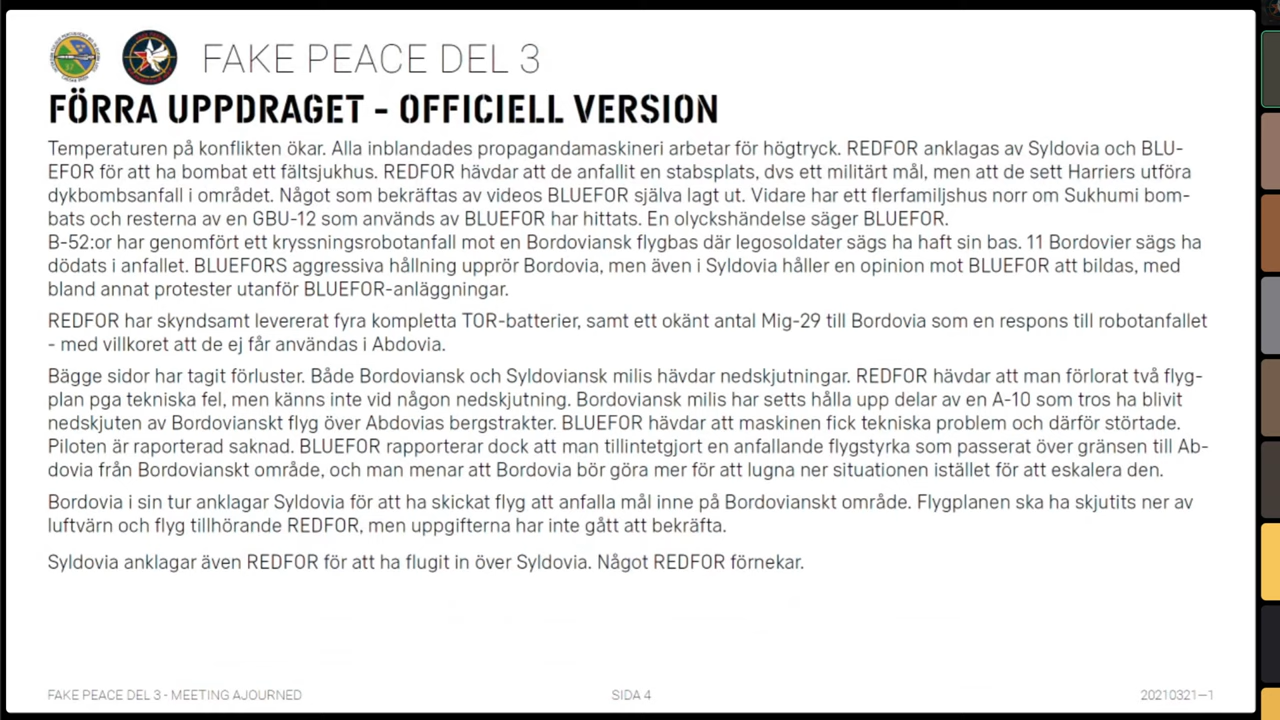 FAKE PEACE DEL 3
FÖRRA UPPDRAGET - OFFICIELL VERSION
Temperaturen på konflikten ökar. Alla inblandades propagandamaskineri arbetar för högtryck. REDFOR anklagas av Syldovia och BLU-
EFOR för att ha bombat ett fältsjukhus. REDFOR hävdar att de anfallit en stabsplats, dvs ett militärt mål, men att de sett Harriers utföra
dykbombsanfall i området. Något som bekräftas av videos BLUEFOR själva lagt ut. Vidare har ett flerfamiljshus norr om Sukhumi bom-
bats och resterna av en GBU-12 som används av BLUEFOR har hittats. En olyckshändelse säger BLUEFOR.
B-52:or har genomfört ett kryssningsrobotanfall mot en Bordoviansk flygbas där legosoldater sägs ha haft sin bas. 11 Bordovier sägs ha
dödats i anfallet. BLUEFORS aggressiva hållning upprör Bordovia, men även i Syldovia håller en opinion mot BLUEFOR att bildas, med
bland annat protester utanför BLUEFOR-anläggningar.
REDFOR har skyndsamt levererat fyra kompletta TOR-batterier, samt ett okänt antal Mig-29 till Bordovia som en respons till robotanfallet
- med villkoret att de ej får användas i Abdovia.
Bägge sidor har tagit förluster. Både Bordoviansk och Syldoviansk milis hävdar nedskjutningar. REDFOR hävdar att man förlorat två flyg-
plan pga tekniska fel, men känns inte vid någon nedskjutning. Bordoviansk milis har setts hålla upp delar av en A-10 som tros ha blivit
nedskjuten av Bordovianskt flyg över Abdovias bergstrakter. BLUEFOR hävdar att maskinen fick tekniska problem och därför störtade.
Piloten är raporterad saknad. BLUEFOR rapporterar dock att man tillintetgjort en anfallande flygstyrka som passerat över gränsen till Ab-
dovia från Bordovianskt område, och man menar att Bordovia bör göra mer för att lugna ner situationen istället för att eskalera den.
Bordovia i sin tur anklagar Syldovia för att ha skickat flyg att anfalla mål inne på Bordovianskt område. Flygplanen ska ha skjutits ner av
luftvärn och flyg tillhörande REDFOR, men uppgifterna har inte gått att bekräfta.
Syldovia anklagar även REDFOR för att ha flugit in över Syldovia. Något REDFOR förnekar.
FAKE PEACE DEL 3 - MEETING AJOURNED
SIDA 4
20210321—1